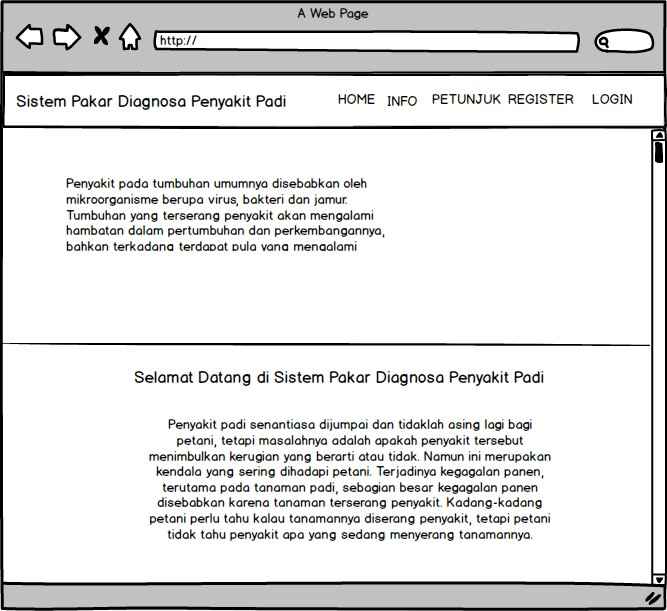 A Web Page
http://
Sistem Pakar Diagnosa Penyakit Padi HOME INFO PETUNJUK REGISTER LOGIN
Penyakit pada tumbuhan umumnya disebabkan oleh
mikroorganisme berupa virus, bakteri dan jamur.
Tumbuhan yang terserang penyakit akan mengalami
hambatan dalam pertumbuhan dan perkembangannya,
bahkan terkadang terdapat pula yang mengalami
Selamat Datang di Sistem Pakar Diagnosa Penyakit Padi
Penyakit padi senantiasa dijumpai dan tidaklah asing lagi bagi
petani, tetapi masalahnya adalah apakah penyakit tersebut
menimbulkan kerugian yang berarti atau tidak. Namun ini merupakan
kendala yang sering dihadapi petani. Terjadinya kegagalan panen,
terutama pada tanaman padi, sebagian besar kegagalan panen
disebabkan karena tanaman terserang penyakit. Kadang-kadang
petani perlu tahu kalau tanamannya diserang penyakit, tetapi petani
tidak tahu penyakit apa yang sedang menyerang tanamannya.